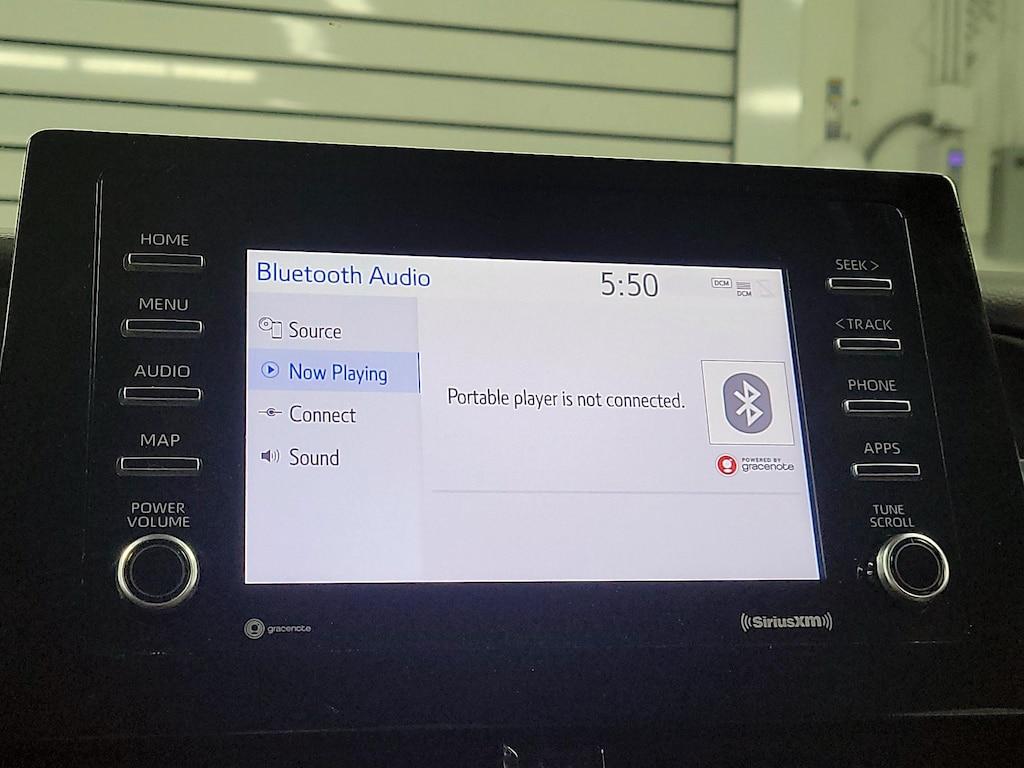 HOME
MENU
AUDIO
MAP
POWER
VOLUME
Bluetooth Audio
5:50
DCM
DCM
Source
Now Playing
Connect
Sound
Portable player is not connected.
POWERED BY
gracenote
SEEK >
< TRACK
PHONE
APPS
TUNE
SCROLL
gracenote
((SiriusXM))